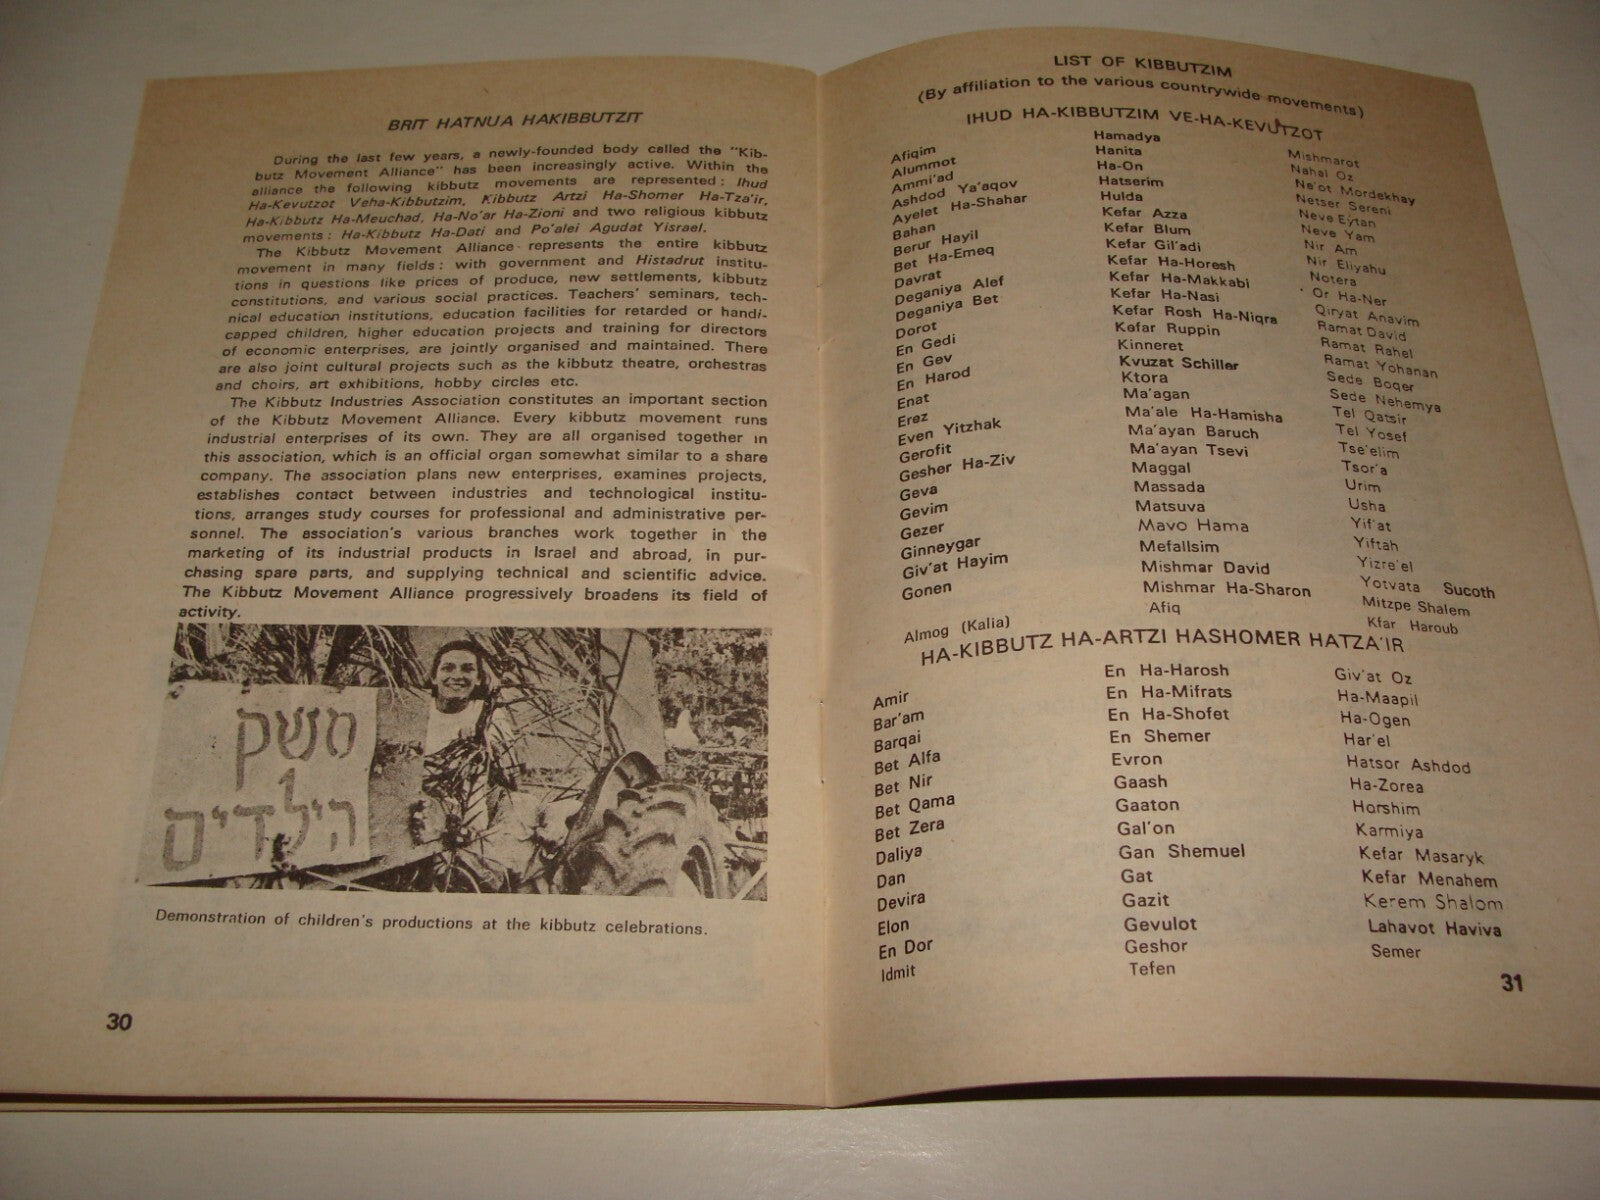 BRIT HATNUA HAKIBBUTZIT
During the last few years, a newly-founded body called the "Kib-
butz Movement Alliance" has been increasingly active. Within the
alliance the following kibbutz movements are represented: Ihud
Ha-Kevutzot Veha-Kibbutzim, Kibbutz Artzi Ha-Shomer Ha-Tza'ir,
Ha-Kibbutz Ha-Meuchad, Ha-No'ar Ha-Zioni and two religious kibbutz
movements: Ha-Kibbutz Ha-Dati and Po'alei Agudat Yisrael.
The Kibbutz Movement Alliance represents the entire kibbutz
movement in many fields: with government and Histadrut institu-
tions in questions like prices of produce, new settlements, kibbutz
constitutions, and various social practices. Teachers' seminars, tech-
nical education institutions, education facilities for retarded or handi-
capped children, higher education projects and training for directors
of economic enterprises, are jointly organised and maintained. There
are also joint cultural projects such as the kibbutz theatre, orchestras
and choirs, art exhibitions, hobby circles etc.
The Kibbutz Industries Association constitutes an important section
of the Kibbutz Movement Alliance. Every kibbutz movement runs
industrial enterprises of its own. They are all organised together in
this association, which is an official organ somewhat similar to a share
company. The association plans new enterprises, examines projects,
establishes contact between industries and technological institu-
tions, arranges study courses for professional and administrative per-
sonnel. The association's various branches work together in the
marketing of its industrial products in Israel and abroad, in pur-
chasing spare parts, and supplying technical and scientific advice.
The Kibbutz Movement Alliance progressively broadens its field of
activity.
משק
הילדים
Demonstration of children's productions at the kibbutz celebrations.
30
LIST OF KIBBUTZIM
(By affiliation to the various countrywide movements)
IHUD HA-KIBBUTZIM VE-HA-KEVUTZOT
Afiqim
Alummot
Ammi'ad
Ashdod Ya'aqov
Ayelet Ha-Shahar
Bahan
Berur Hayil
Bet Ha-Emeq
Davrat
Deganiya Alef
Deganiya Bet
Dorot
En Gedi
En Gev
En Harod
Enat
Erez
Even Yitzhak
Gerofit
Gesher Ha-Ziv
Geva
Gevim
Gezer
Ginneygar
Giv'at Hayim
Gonen
Almog (Kalia)
Hamadya
Hanita
Ha-On
Hatserim
Hulda
Kefar Azza
Kefar Blum
Kefar Gil'adi
Kefar Ha-Horesh
Kefar Ha-Makkabi
Kefar Ha-Nasi
Kefar Rosh Ha-Niqra
Kefar Ruppin
Kinneret
Kvuzat Schiller
Ktora
Ma'agan
Ma'ale Ha-Hamisha
Ma'ayan Baruch
Ma'ayan Tsevi
Maggal
Massada
Matsuva
Mavo Hama
Mefallsim
Mishmar David
Mishmar Ha-Sharon
Afiq
Mishmarot
Nahal Oz
Ne'ot Mordekhay
Netser Sereni
Neve Eytan
Neve Yam
Nir Am
Nir Eliyahu
Notera
Or Ha-Ner
Qiryat Anavim
Ramat David
Ramat Rahel
Ramat Yohanan
Sede Boqer
Sede Nehemya
Tel Qatsir
Tel Yosef
Tse'elim
Tsor'a
Urim
Usha
Yif'at
Yiftah
Yizre'el
Yotvata Sucoth
Mitzpe Shalem
Kfar Haroub
HA-KIBBUTZ HA-ARTZI HASHOMER HATZA'IR
Amir
Bar'am
Barqai
Bet Alfa
Bet Nir
Bet Qama
Bet Zera
Daliya
Dan
Devira
Elon
En Dor
Idmit
En Ha-Harosh
En Ha-Mifrats
En Ha-Shofet
En Shemer
Evron
Gaash
Gaaton
Gal'on
Gan Shemuel
Gat
Gazit
Gevulot
Geshor
Tefen
Giv'at Oz
Ha-Maapil
Ha-Ogen
Har'el
Hatsor Ashdod
Ha-Zorea
Horshim
Karmiya
Kefar Masaryk
Kefar Menahem
Kerem Shalom
Lahavot Haviva
Semer
31